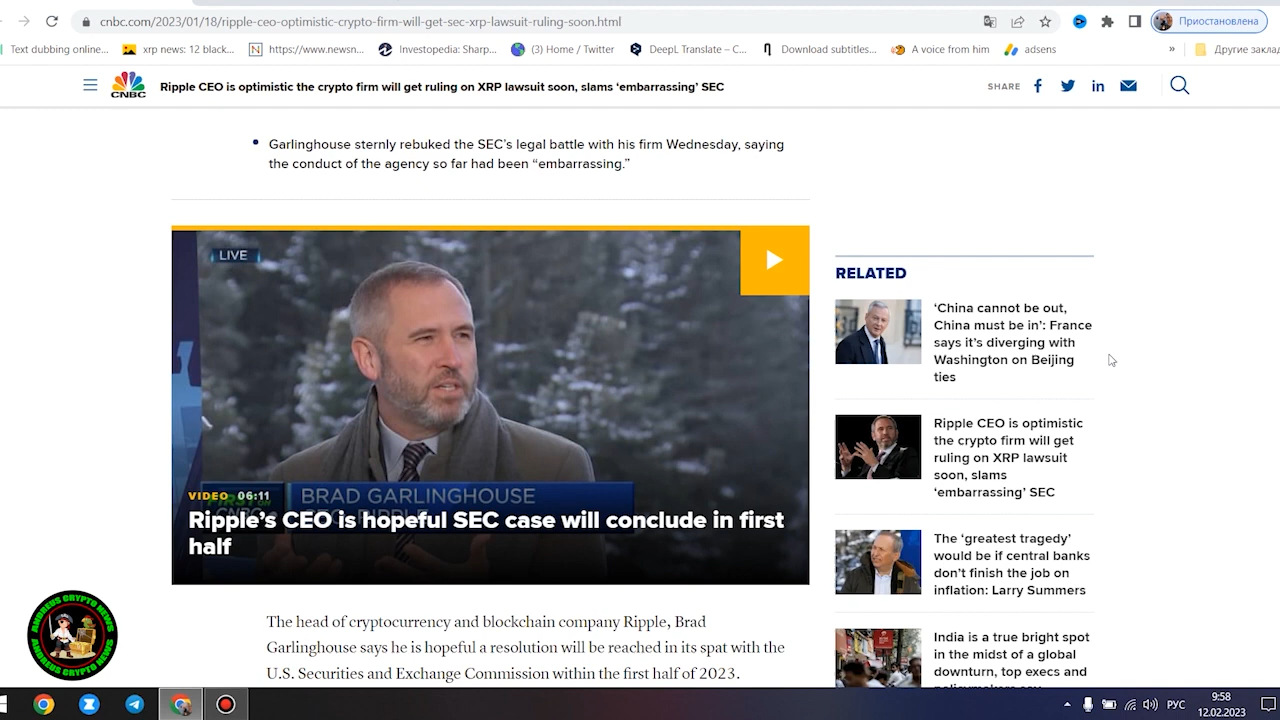 cnbc.com/2023/01/18/ripple-ceo-optimistic-crypto-firm-will-get-sec-xrp-lawsuit-ruling-soon.html
Приостановлена
Text dubbing online...
xrp news: 12 black...
https://www.newsn...
Investopedia: Sharp...
(3) Home / Twitter
DeepL Translate – C...
Download subtitles...
A voice from him
adsens
»
Другие закла
CNBC
Ripple CEO is optimistic the crypto firm will get ruling on XRP lawsuit soon, slams ‘embarrassing’ SEC
SHARE
• Garlinghouse sternly rebuked the SEC’s legal battle with his firm Wednesday, saying
the conduct of the agency so far had been “embarrassing.”
LIVE
BRAD GARLINGHOUSE
VIDEO 06:11
Ripple’s CEO is hopeful SEC case will conclude in first
half
The head of cryptocurrency and blockchain company Ripple, Brad
Garlinghouse says he is hopeful a resolution will be reached in its spat with the
U.S. Securities and Exchange Commission within the first half of 2023.
RELATED
‘China cannot be out,
China must be in’: France
says it’s diverging with
Washington on Beijing
ties
Ripple CEO is optimistic
the crypto firm will get
ruling on XRP lawsuit
soon, slams
‘embarrassing’ SEC
The ‘greatest tragedy’
would be if central banks
don’t finish the job on
inflation: Larry Summers
India is a true bright spot
in the midst of a global
downturn, top execs and
ANDREUS CRYPTO NEWS
ANDREUS CRYPTO NEWS
РУС
9:58
12.02.2023